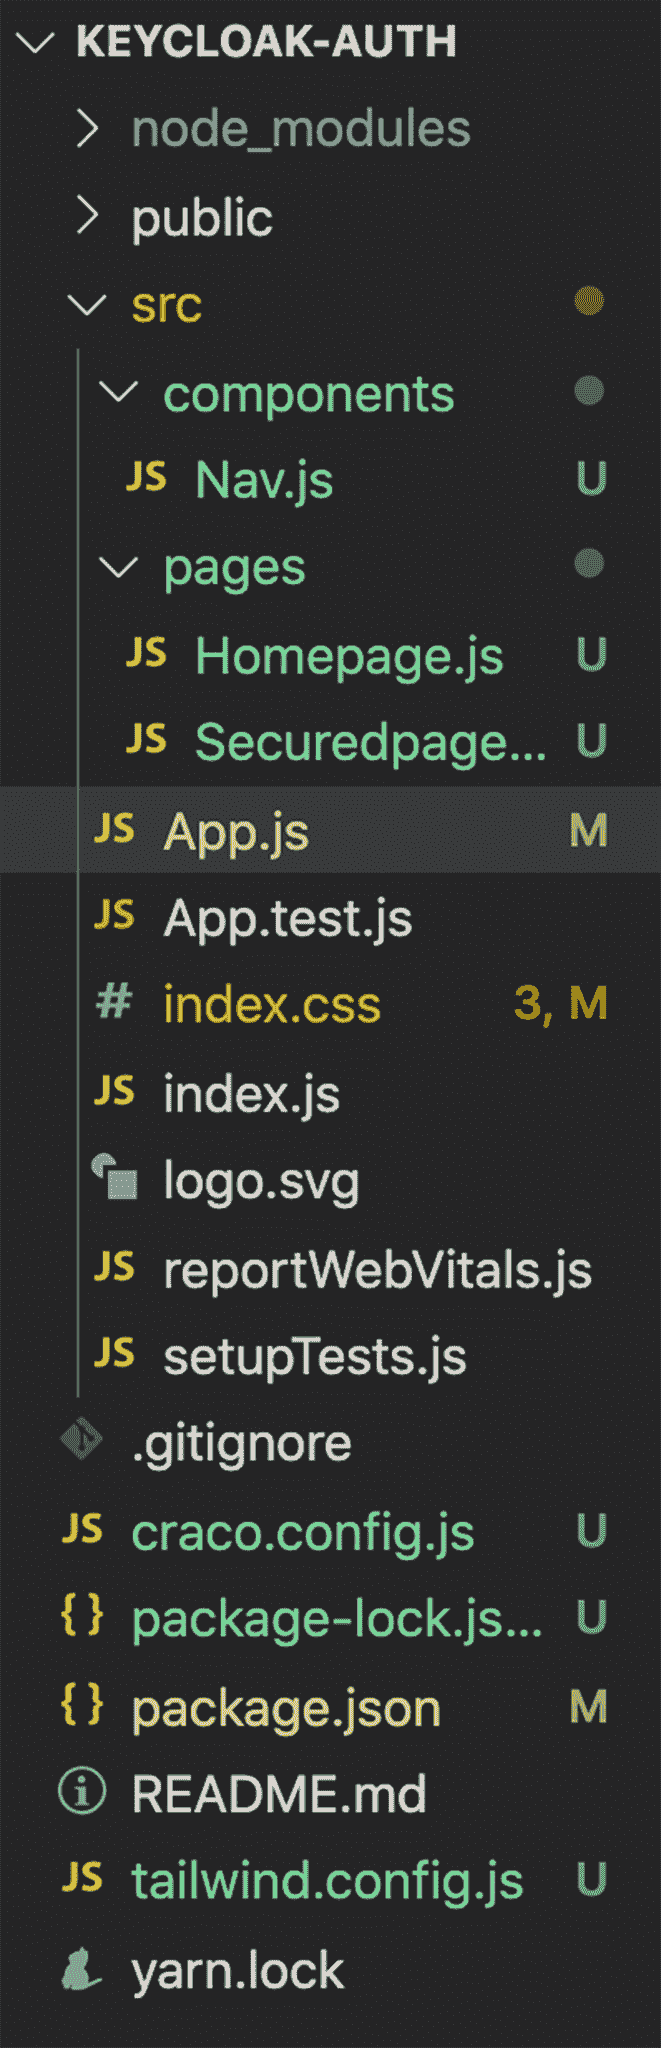 KEYCLOAK-AUTH
node_modules
public
src
components
JS Nav.js U
pages
JS Homepage.js U
JS Securedpage... U
JS App.js M
JS App.test.js
# index.css 3, M
JS index.js
logo.svg
JS reportWebVitals.js
JS setupTests.js
.gitignore
JS craco.config.js U
{} package-lock.js... U
{} package.json M
README.md
JS tailwind.config.js U
yarn.lock